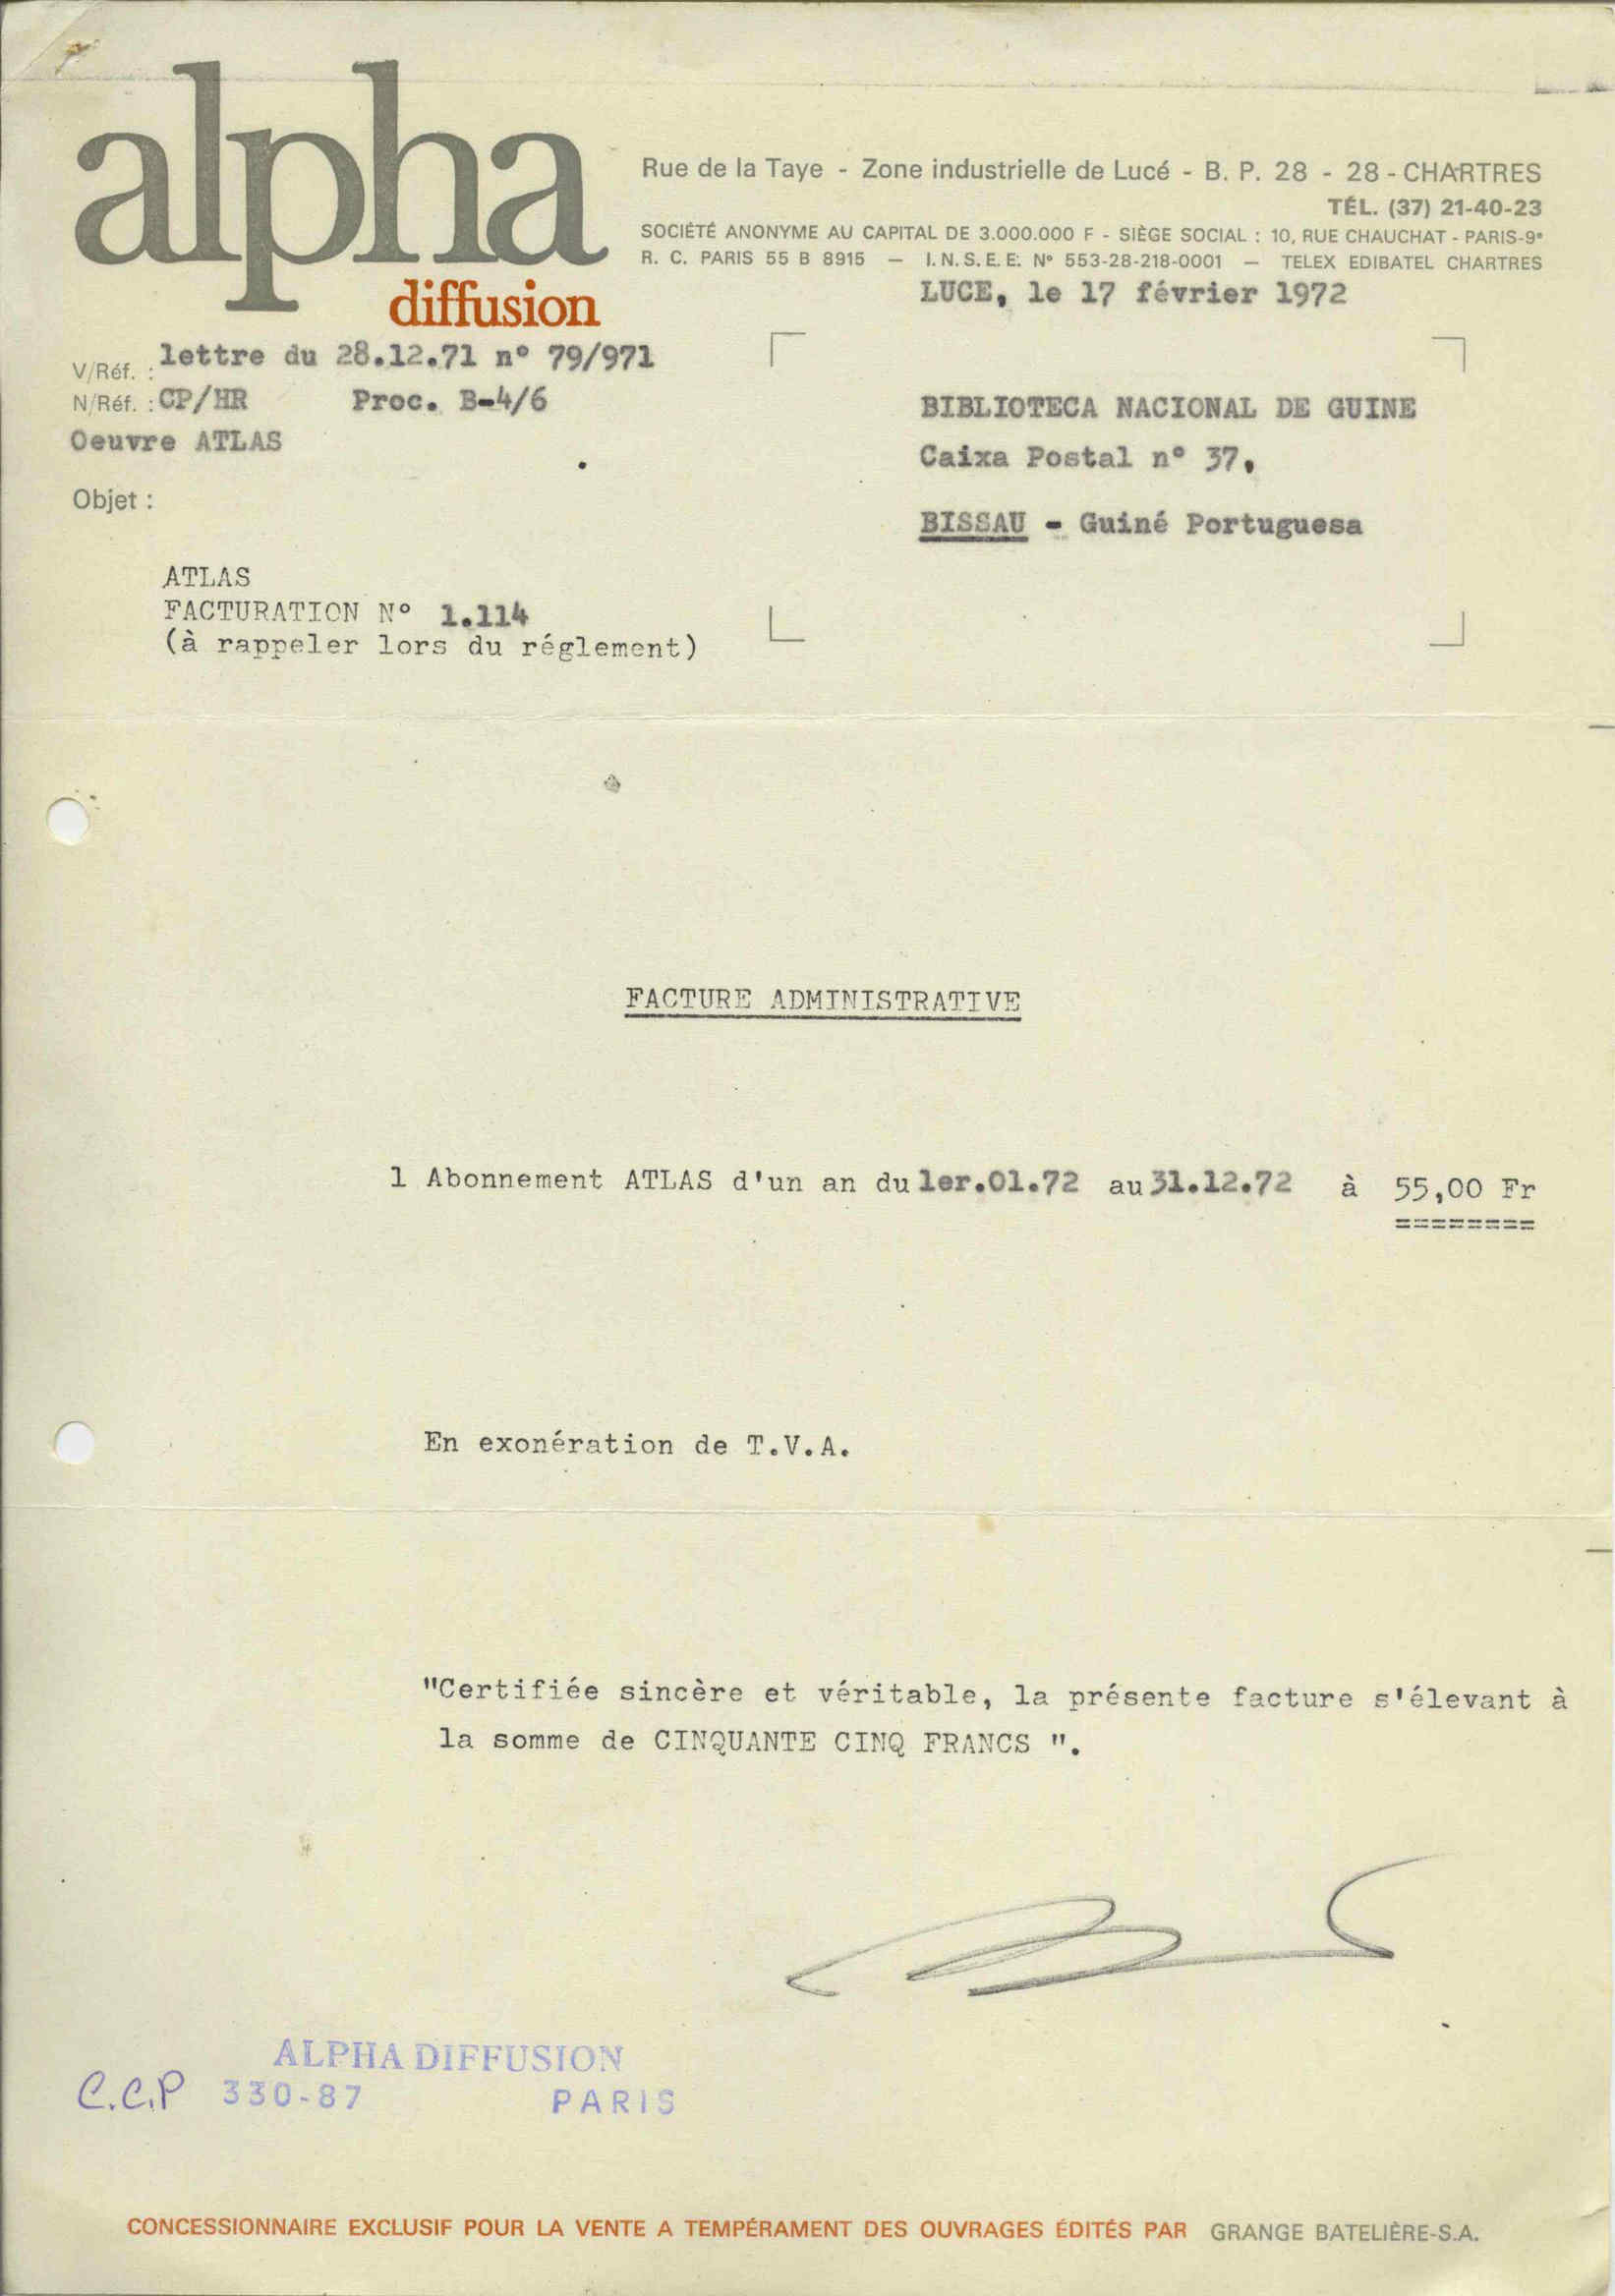 alpha
diffusion
Rue de la Taye - Zone industrielle de Lucé - B. P. 28 - 28 - CHARTRES
TÉL. (37) 21-40-23
SOCIÉTÉ ANONYME AU CAPITAL DE 3.000.000 F - SIÈGE SOCIAL : 10, RUE CHAUCHAT - PARIS-9e
R. C. PARIS 55 B 8915 — I.N.S.E.E. N° 553-28-218-0001 — TELEX EDIBATEL CHARTRES
LUCE, le 17 février 1972
V/Réf. : lettre du 28.12.71 n° 79/971
N/Réf. : CP/HR Proc. B-4/6
Oeuvre ATLAS
Objet :
BIBLIOTECA NACIONAL DE GUINE
Caixa Postal n° 37,
BISSAU - Guiné Portuguesa
ATLAS
FACTURATION N° 1.114
(à rappeler lors du réglement)
FACTURE ADMINISTRATIVE
1 Abonnement ATLAS d'un an du 1er.01.72 au 31.12.72 à 55,00 Fr
========
En exonération de T.V.A.
"Certifiée sincère et véritable, la présente facture s'élevant à
la somme de CINQUANTE CINQ FRANCS ".
ALPHA DIFFUSION
C.C.P 330-87 PARIS
CONCESSIONNAIRE EXCLUSIF POUR LA VENTE A TEMPÉRAMENT DES OUVRAGES ÉDITÉS PAR GRANGE BATELIÈRE-S.A.